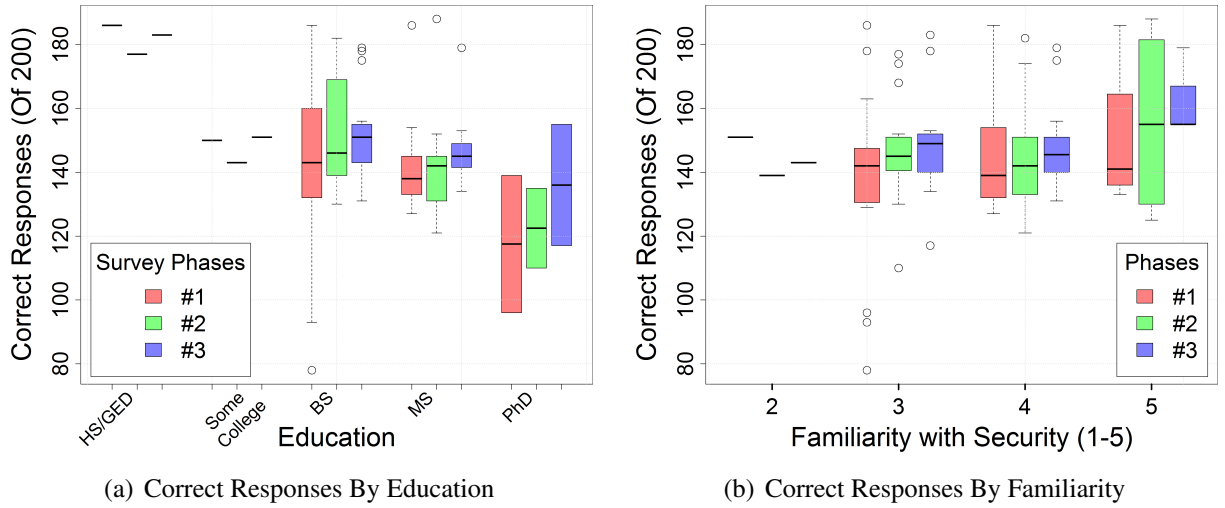 Correct Responses (Of 200)
180
160
140
120
100
80
Survey Phases
#1
#2
#3
HS/GED
Some
College
BS
MS
PhD
Education
(a) Correct Responses By Education
Correct Responses (Of 200)
180
160
140
120
100
80
Phases
#1
#2
#3
2 3 4 5
Familiarity with Security (1-5)
(b) Correct Responses By Familiarity